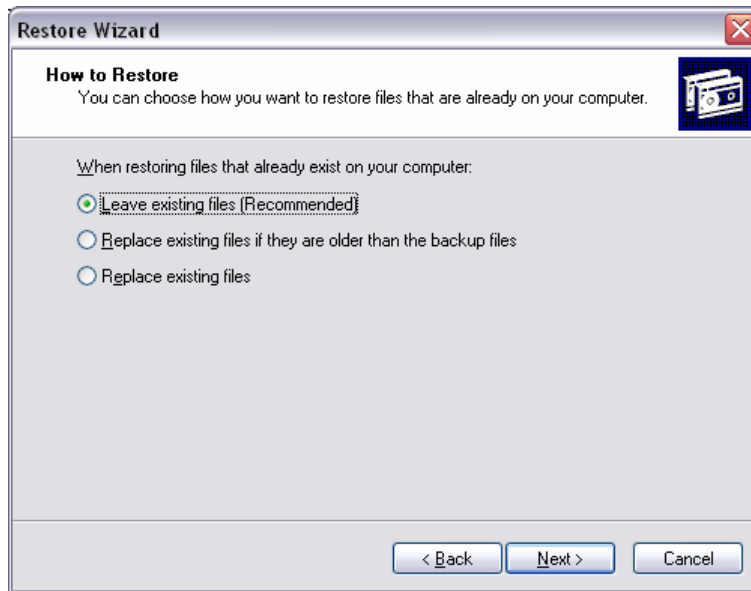 Restore Wizard
How to Restore
You can choose how you want to restore files that are already on your computer.
When restoring files that already exist on your computer:
Leave existing files (Recommended)
Replace existing files if they are older than the backup files
Replace existing files
< Back Next > Cancel